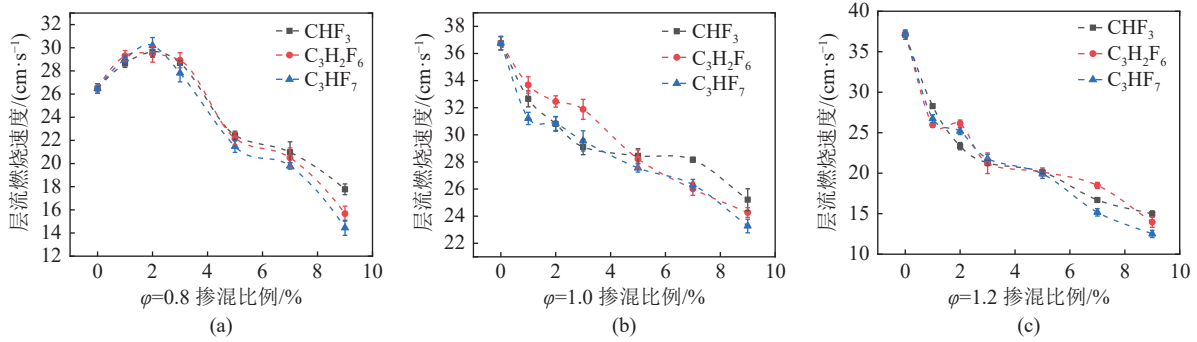 32
30
28
26
24
22
20
18
16
14
12
层流燃烧速度/(cm·s⁻¹)
CHF₃
C₃H₂F₆
C₃HF₇
0 2 4 6 8 10
φ=0.8 掺混比例/%
(a)
40
38
36
34
32
30
28
26
24
22
层流燃烧速度/(cm·s⁻¹)
CHF₃
C₃H₂F₆
C₃HF₇
0 2 4 6 8 10
φ=1.0 掺混比例/%
(b)
40
35
30
25
20
15
10
层流燃烧速度/(cm·s⁻¹)
CHF₃
C₃H₂F₆
C₃HF₇
0 2 4 6 8 10
φ=1.2 掺混比例/%
(c)